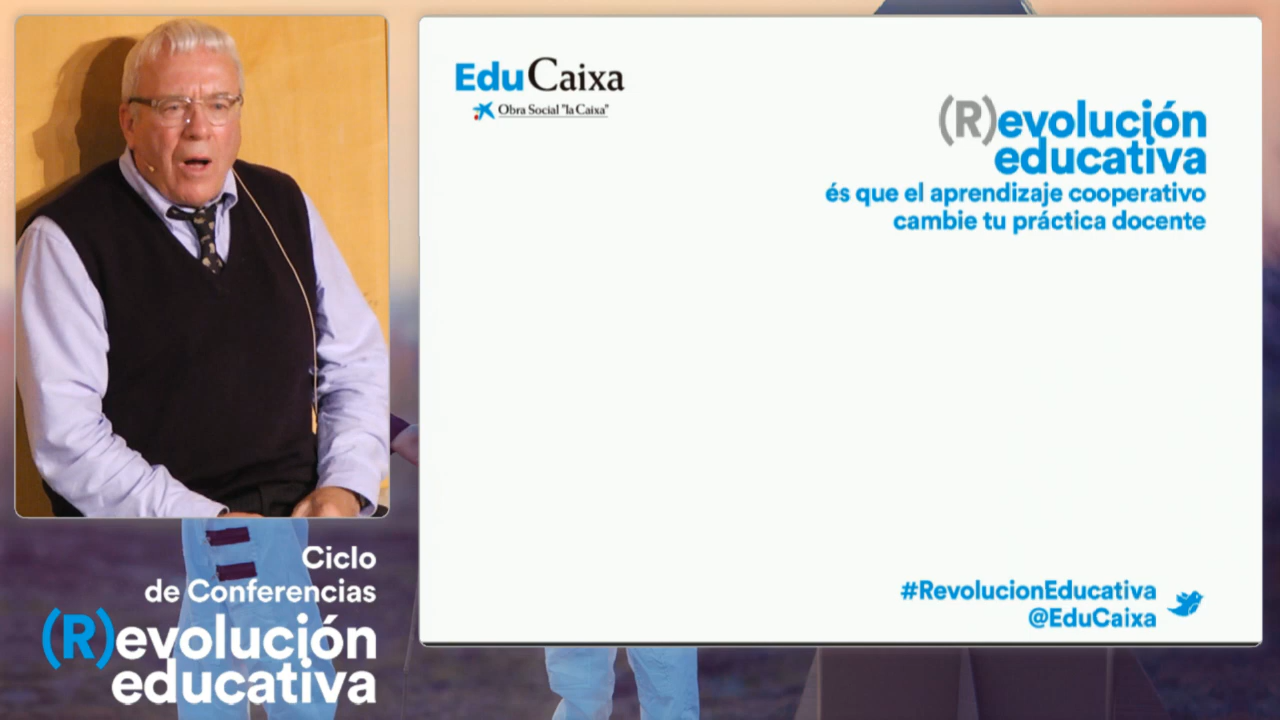 EduCaixa
Obra Social "la Caixa"
(R)evolución
educativa
és que el aprendizaje cooperativo
cambie tu práctica docente
#RevolucionEducativa
@EduCaixa
Ciclo
de Conferencias
(R)evolución
educativa